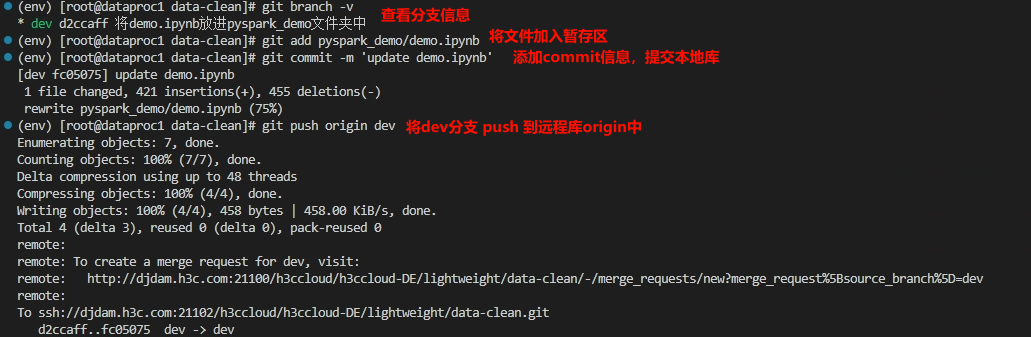 (env) [root@dataproc1 data-clean]# git branch -v 查看分支信息
* dev d2ccaff 将demo.ipynb放进pyspark_demo文件夹中
(env) [root@dataproc1 data-clean]# git add pyspark_demo/demo.ipynb 将文件加入暂存区
(env) [root@dataproc1 data-clean]# git commit -m 'update demo.ipynb' 添加commit信息，提交本地库
[dev fc05075] update demo.ipynb
1 file changed, 421 insertions(+), 455 deletions(-)
rewrite pyspark_demo/demo.ipynb (75%)
(env) [root@dataproc1 data-clean]# git push origin dev 将dev分支 push 到远程库origin中
Enumerating objects: 7, done.
Counting objects: 100% (7/7), done.
Delta compression using up to 48 threads
Compressing objects: 100% (4/4), done.
Writing objects: 100% (4/4), 458 bytes | 458.00 KiB/s, done.
Total 4 (delta 3), reused 0 (delta 0), pack-reused 0
remote:
remote: To create a merge request for dev, visit:
remote: http://djdam.h3c.com:21100/h3ccloud/h3ccloud-DE/lightweight/data-clean/-/merge_requests/new?merge_request%5Bsource_branch%5D=dev
remote:
To ssh://djdam.h3c.com:21102/h3ccloud/h3ccloud-DE/lightweight/data-clean.git
d2ccaff..fc05075 dev -> dev